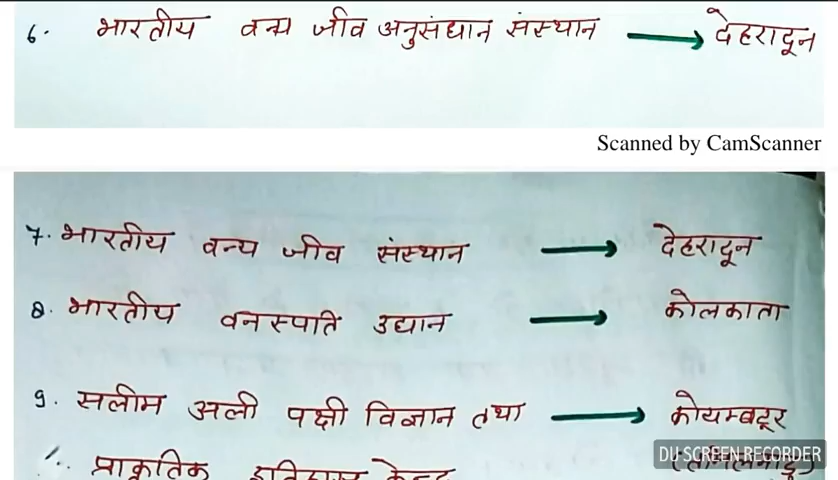 6. भारतीय वन्य जीव अनुसंधान संस्थान → देहरादून
Scanned by CamScanner
7. भारतीय वन्य जीव संस्थान → देहरादून
8. भारतीय वनस्पति उद्यान → कोलकाता
9. सलीम अली पक्षी विज्ञान तथा → कोयम्बटूर
प्राकृतिक
DU SCREEN RECORDER